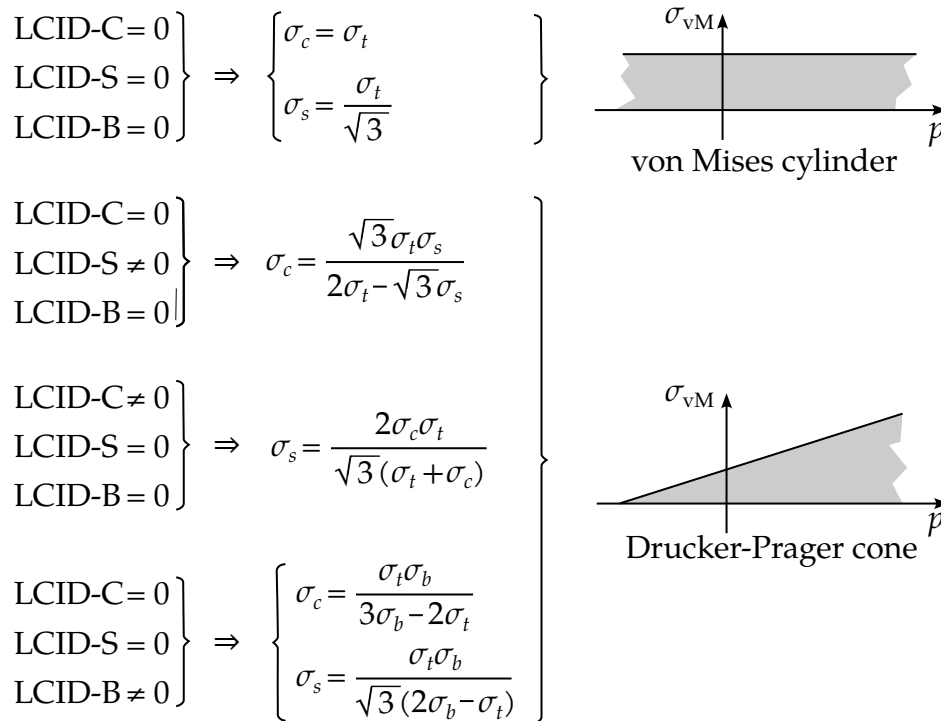 LCID-C = 0
LCID-S = 0
LCID-B = 0
⇒
σ_c = σ_t
σ_s = σ_t / √3
σ_vM
p
von Mises cylinder
LCID-C = 0
LCID-S ≠ 0
LCID-B = 0
⇒
σ_c = √3σ_tσ_s / (2σ_t − √3σ_s)
LCID-C ≠ 0
LCID-S = 0
LCID-B = 0
⇒
σ_s = 2σ_cσ_t / (√3(σ_t + σ_c))
σ_vM
p
Drucker-Prager cone
LCID-C = 0
LCID-S = 0
LCID-B ≠ 0
⇒
σ_c = σ_tσ_b / (3σ_b − 2σ_t)
σ_s = σ_tσ_b / (√3(2σ_b − σ_t))